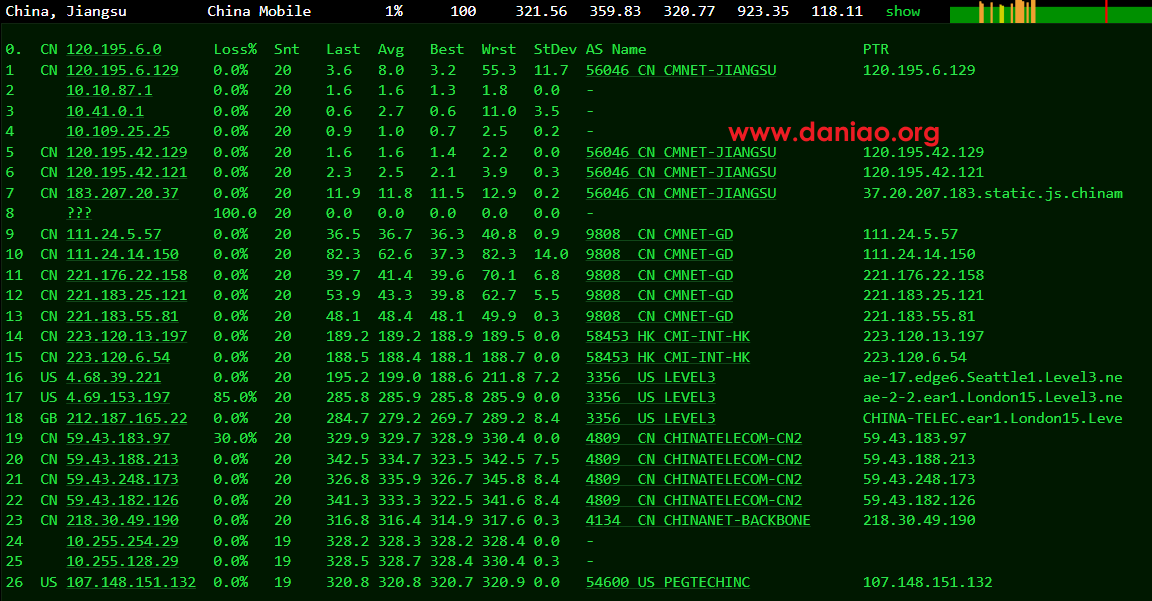 China, Jiangsu China Mobile 1% 100 321.56 359.83 320.77 923.35 118.11 show
0. CN 120.195.6.0 Loss% Snt Last Avg Best Wrst StDev AS Name PTR
1 CN 120.195.6.129 0.0% 20 3.6 8.0 3.2 55.3 11.7 56046 CN CMNET-JIANGSU 120.195.6.129
2 10.10.87.1 0.0% 20 1.6 1.6 1.3 1.8 0.0 -
3 10.41.0.1 0.0% 20 0.6 2.7 0.6 11.0 3.5 -
4 10.109.25.25 0.0% 20 0.9 1.0 0.7 2.5 0.2 -
www.daniao.org
5 CN 120.195.42.129 0.0% 20 1.6 1.6 1.4 2.2 0.0 56046 CN CMNET-JIANGSU 120.195.42.129
6 CN 120.195.42.121 0.0% 20 2.3 2.5 2.1 3.9 0.3 56046 CN CMNET-JIANGSU 120.195.42.121
7 CN 183.207.20.37 0.0% 20 11.9 11.8 11.5 12.9 0.2 56046 CN CMNET-JIANGSU 37.20.207.183.static.js.chinam
8 ??? 100.0 20 0.0 0.0 0.0 0.0 0.0 -
9 CN 111.24.5.57 0.0% 20 36.5 36.7 36.3 40.8 0.9 9808 CN CMNET-GD 111.24.5.57
10 CN 111.24.14.150 0.0% 20 82.3 62.6 37.3 82.3 14.0 9808 CN CMNET-GD 111.24.14.150
11 CN 221.176.22.158 0.0% 20 39.7 41.4 39.6 70.1 6.8 9808 CN CMNET-GD 221.176.22.158
12 CN 221.183.25.121 0.0% 20 53.9 43.3 39.8 62.7 5.5 9808 CN CMNET-GD 221.183.25.121
13 CN 221.183.55.81 0.0% 20 48.1 48.4 48.1 49.9 0.3 9808 CN CMNET-GD 221.183.55.81
14 CN 223.120.13.197 0.0% 20 189.2 189.2 188.9 189.5 0.0 58453 HK CMI-INT-HK 223.120.13.197
15 CN 223.120.6.54 0.0% 20 188.5 188.4 188.1 188.7 0.0 58453 HK CMI-INT-HK 223.120.6.54
16 US 4.68.39.221 0.0% 20 195.2 199.0 188.6 211.8 7.2 3356 US LEVEL3 ae-17.edge6.Seattle1.Level3.ne
17 US 4.69.153.197 85.0% 20 285.8 285.9 285.8 285.9 0.0 3356 US LEVEL3 ae-2-2.ear1.London15.Level3.ne
18 GB 212.187.165.22 0.0% 20 284.7 279.2 269.7 289.2 8.4 3356 US LEVEL3 CHINA-TELEC.ear1.London15.Leve
19 CN 59.43.183.97 30.0% 20 329.9 329.7 328.9 330.4 0.0 4809 CN CHINATELECOM-CN2 59.43.183.97
20 CN 59.43.188.213 0.0% 20 342.5 334.7 323.5 342.5 7.5 4809 CN CHINATELECOM-CN2 59.43.188.213
21 CN 59.43.248.173 0.0% 20 326.8 335.9 326.7 345.8 8.4 4809 CN CHINATELECOM-CN2 59.43.248.173
22 CN 59.43.182.126 0.0% 20 341.3 333.3 322.5 341.6 8.4 4809 CN CHINATELECOM-CN2 59.43.182.126
23 CN 218.30.49.190 0.0% 20 316.8 316.4 314.9 317.6 0.3 4134 CN CHINANET-BACKBONE 218.30.49.190
24 10.255.254.29 0.0% 19 328.2 328.3 328.2 328.4 0.0 -
25 10.255.128.29 0.0% 19 328.5 328.7 328.4 330.4 0.3 -
26 US 107.148.151.132 0.0% 19 320.8 320.8 320.7 320.9 0.0 54600 US PEGTECHINC 107.148.151.132